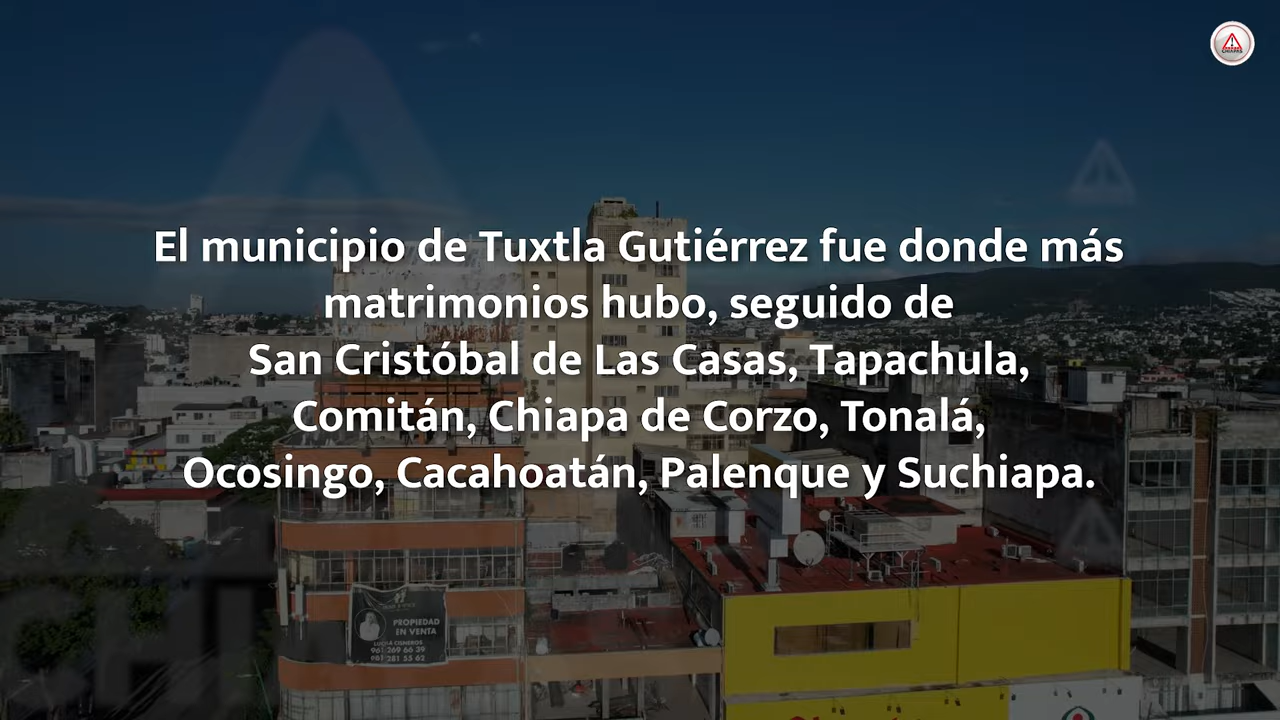 El municipio de Tuxtla Gutiérrez fue donde más
matrimonios hubo, seguido de
San Cristóbal de Las Casas, Tapachula,
Comitán, Chiapa de Corzo, Tonalá,
Ocosingo, Cacahoatán, Palenque y Suchiapa.
PROPIEDAD
EN VENTA